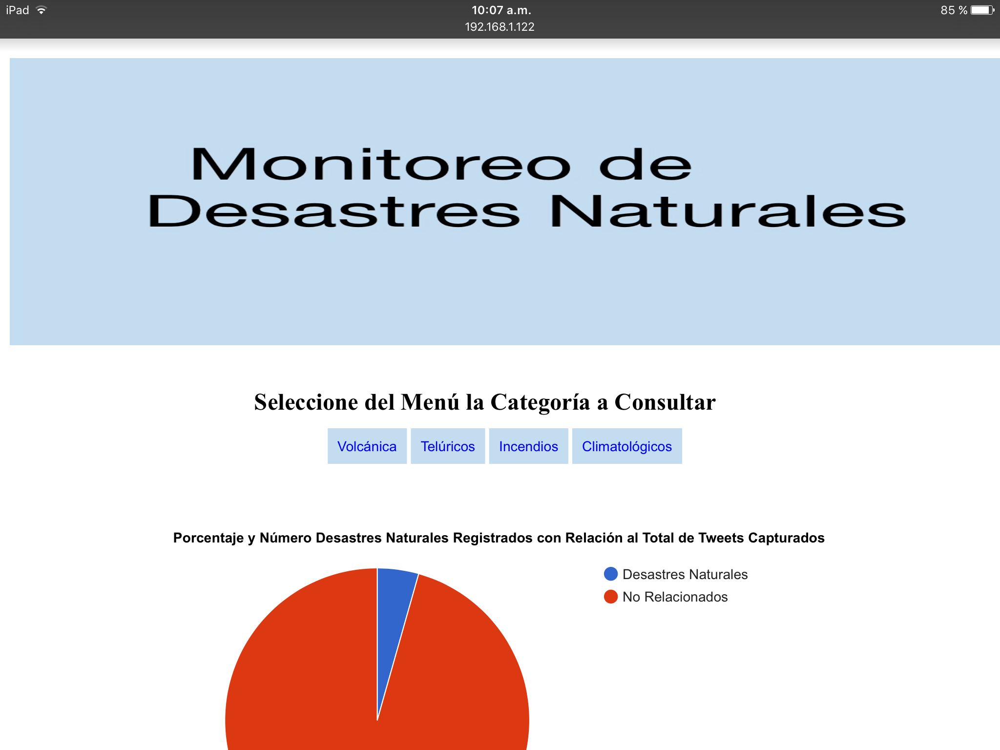 iPad
10:07 a.m.
85 %
192.168.1.122
Monitoreo de
Desastres Naturales
Seleccione del Menú la Categoría a Consultar
Volcánica Telúricos Incendios Climatológicos
Porcentaje y Número Desastres Naturales Registrados con Relación al Total de Tweets Capturados
Desastres Naturales
No Relacionados